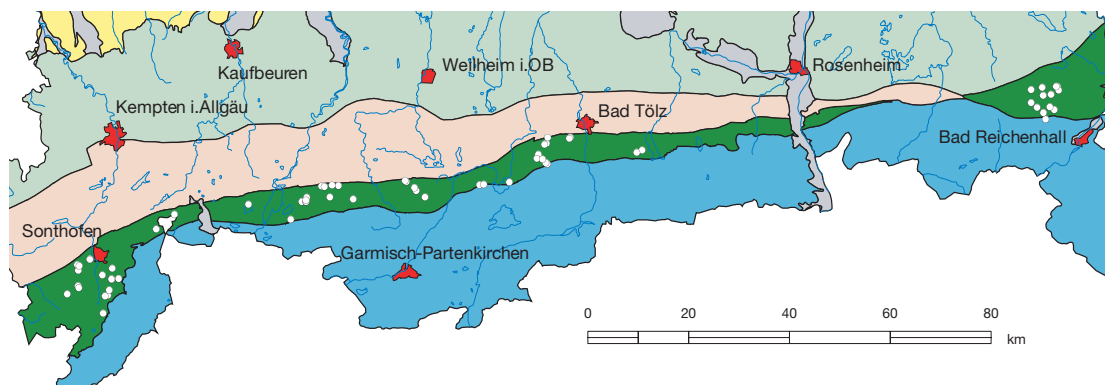 Kaufbeuren
Weilheim i.OB
Rosenheim
Kempten i.Allgäu
Bad Tölz
Bad Reichenhall
Sonthofen
Garmisch-Partenkirchen
0 20 40 60 80
km